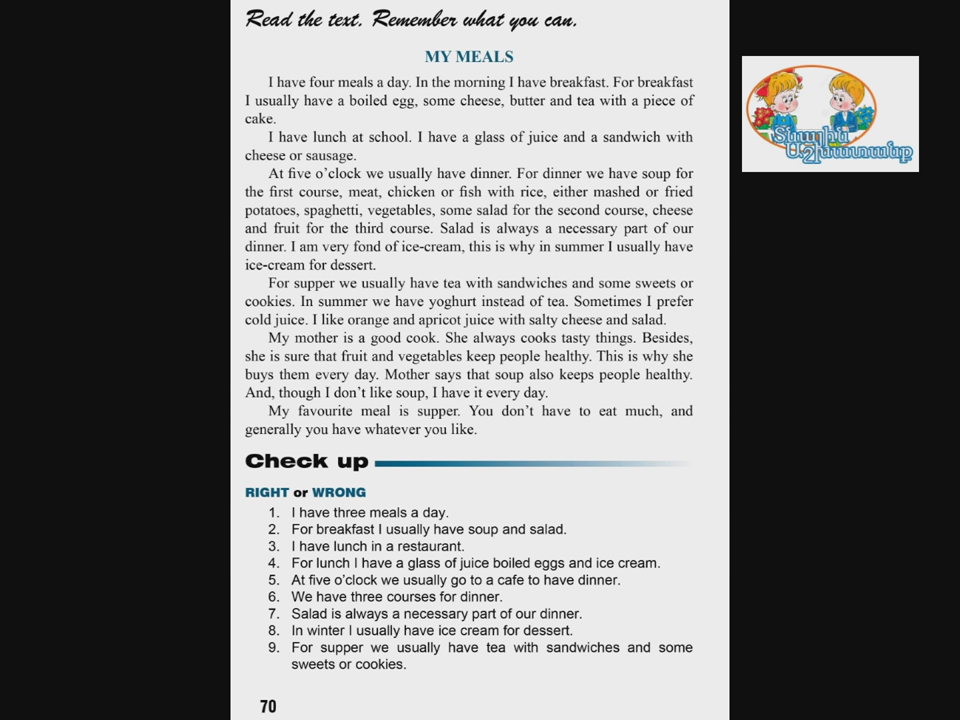 Read the text. Remember what you can.
MY MEALS
I have four meals a day. In the morning I have breakfast. For breakfast
I usually have a boiled egg, some cheese, butter and tea with a piece of
cake.
I have lunch at school. I have a glass of juice and a sandwich with
cheese or sausage.
At five o’clock we usually have dinner. For dinner we have soup for
the first course, meat, chicken or fish with rice, either mashed or fried
potatoes, spaghetti, vegetables, some salad for the second course, cheese
and fruit for the third course. Salad is always a necessary part of our
dinner. I am very fond of ice-cream, this is why in summer I usually have
ice-cream for dessert.
For supper we usually have tea with sandwiches and some sweets or
cookies. In summer we have yoghurt instead of tea. Sometimes I prefer
cold juice. I like orange and apricot juice with salty cheese and salad.
My mother is a good cook. She always cooks tasty things. Besides,
she is sure that fruit and vegetables keep people healthy. This is why she
buys them every day. Mother says that soup also keeps people healthy.
And, though I don’t like soup, I have it every day.
My favourite meal is supper. You don’t have to eat much, and
generally you have whatever you like.
Check up
RIGHT or WRONG
1. I have three meals a day.
2. For breakfast I usually have soup and salad.
3. I have lunch in a restaurant.
4. For lunch I have a glass of juice boiled eggs and ice cream.
5. At five o’clock we usually go to a cafe to have dinner.
6. We have three courses for dinner.
7. Salad is always a necessary part of our dinner.
8. In winter I usually have ice cream for dessert.
9. For supper we usually have tea with sandwiches and some
sweets or cookies.
70
Տնային
Աշխատանք